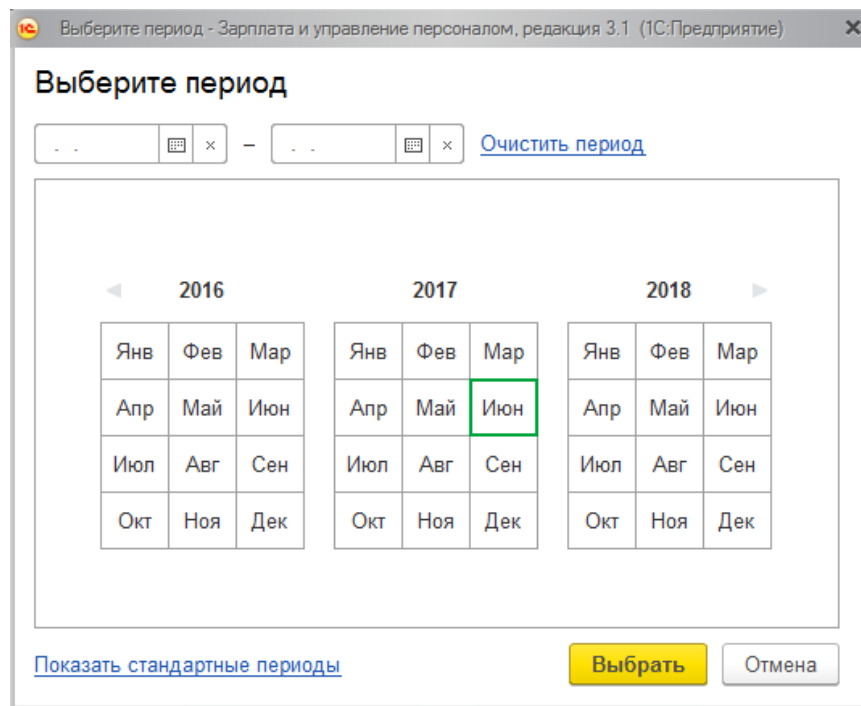 1С Выберите период - Зарплата и управление персоналом, редакция 3.1 (1С:Предприятие)
Выберите период
. . – . . Очистить период
2016 2017 2018
Янв Фев Мар Янв Фев Мар Янв Фев Мар
Апр Май Июн Апр Май Июн Апр Май Июн
Июл Авг Сен Июл Авг Сен Июл Авг Сен
Окт Ноя Дек Окт Ноя Дек Окт Ноя Дек
Показать стандартные периоды Выбрать Отмена